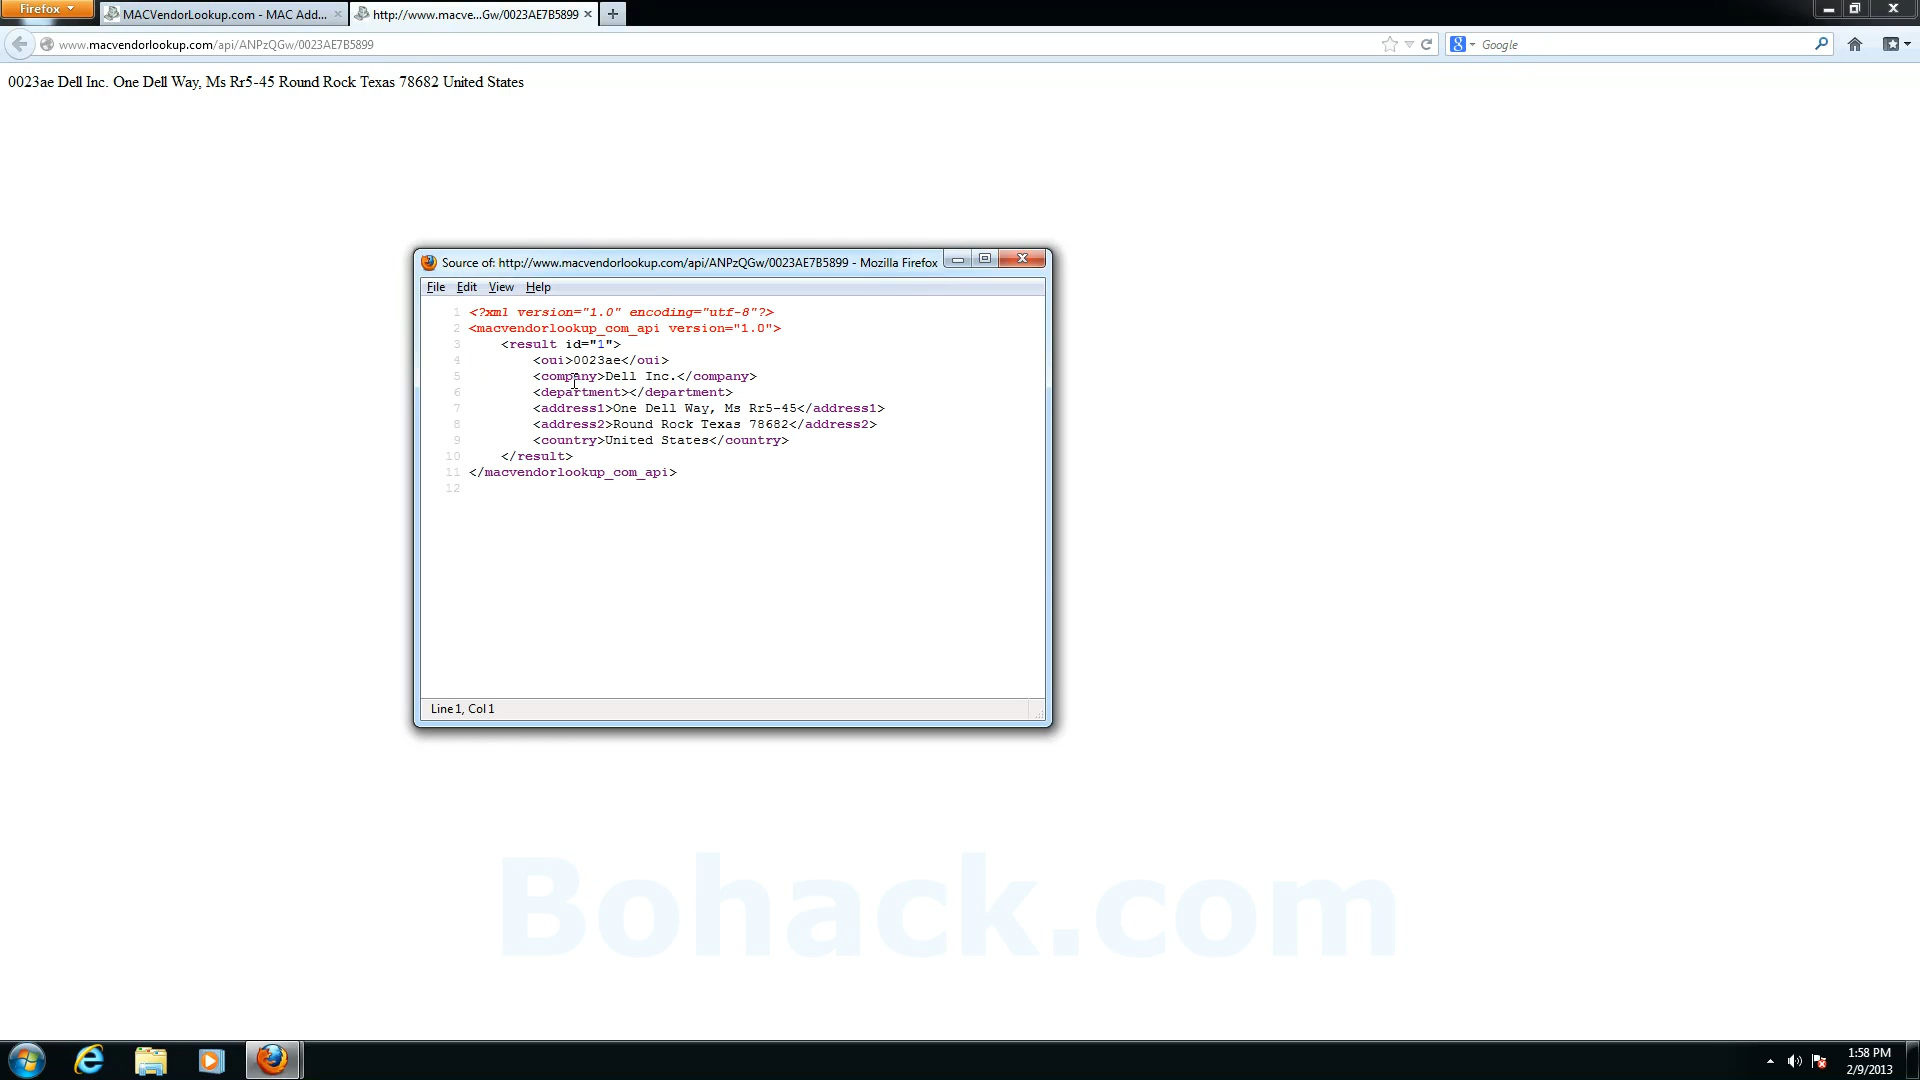 Firefox
MACVendorLookup.com - MAC Add...
http://www.macve...Gw/0023AE7B5899
www.macvendorlookup.com/api/ANPzQGw/0023AE7B5899
Google
0023ae Dell Inc. One Dell Way, Ms Rr5-45 Round Rock Texas 78682 United States
Source of: http://www.macvendorlookup.com/api/ANPzQGw/0023AE7B5899 - Mozilla Firefox
File Edit View Help
1 <?xml version="1.0" encoding="utf-8"?>
2 <macvendorlookup_com_api version="1.0">
3 <result id="1">
4 <oui>0023ae</oui>
5 <company>Dell Inc.</company>
6 <department></department>
7 <address1>One Dell Way, Ms Rr5-45</address1>
8 <address2>Round Rock Texas 78682</address2>
9 <country>United States</country>
10 </result>
11 </macvendorlookup_com_api>
12
Line 1, Col 1
Bohack.com
1:58 PM
2/9/2013